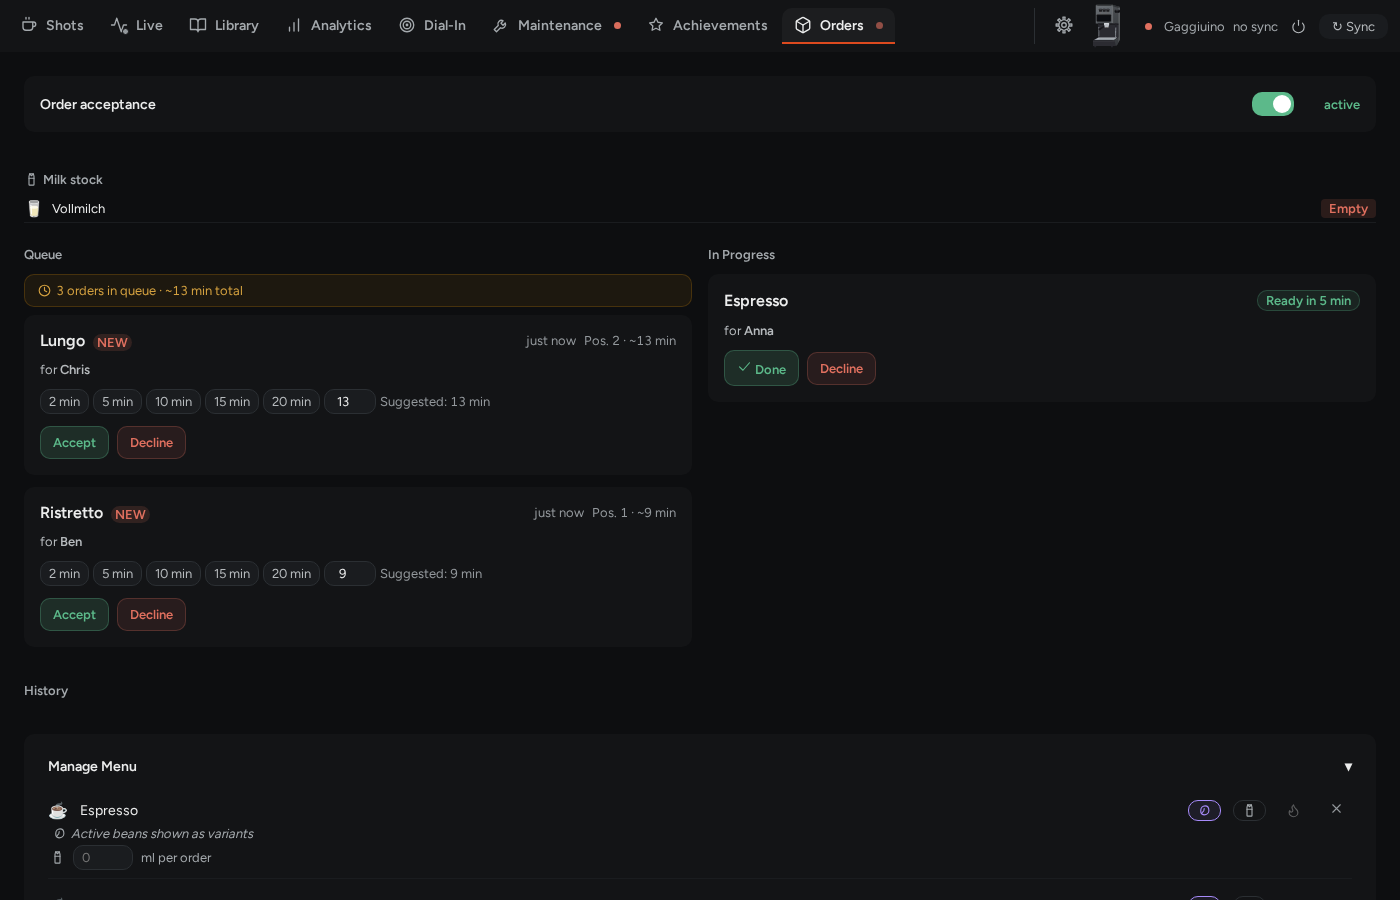 Shots
Live
Library
Analytics
Dial-In
Maintenance
Achievements
Orders
Gaggiuino no sync
↻ Sync
Order acceptance
active
Milk stock
Vollmilch
Empty
Queue
3 orders in queue · ~13 min total
Lungo NEW
just now Pos. 2 · ~13 min
for Chris
2 min 5 min 10 min 15 min 20 min 13 Suggested: 13 min
Accept Decline
Ristretto NEW
just now Pos. 1 · ~9 min
for Ben
2 min 5 min 10 min 15 min 20 min 9 Suggested: 9 min
Accept Decline
In Progress
Espresso
Ready in 5 min
for Anna
Done Decline
History
Manage Menu
Espresso
Active beans shown as variants
0 ml per order